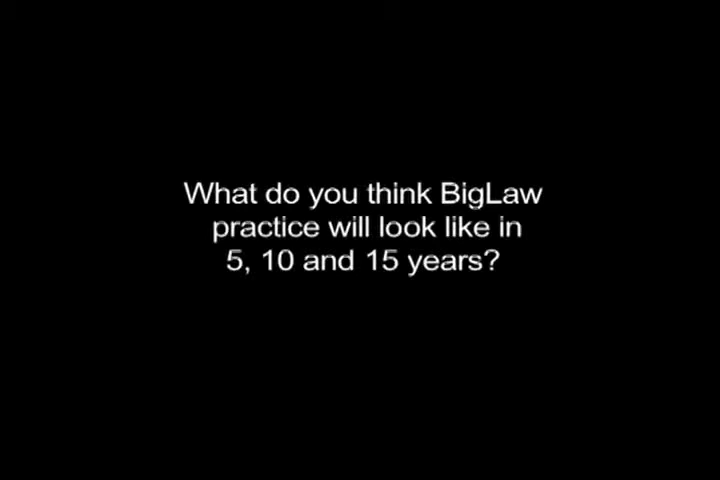 What do you think BigLaw
practice will look like in
5, 10 and 15 years?